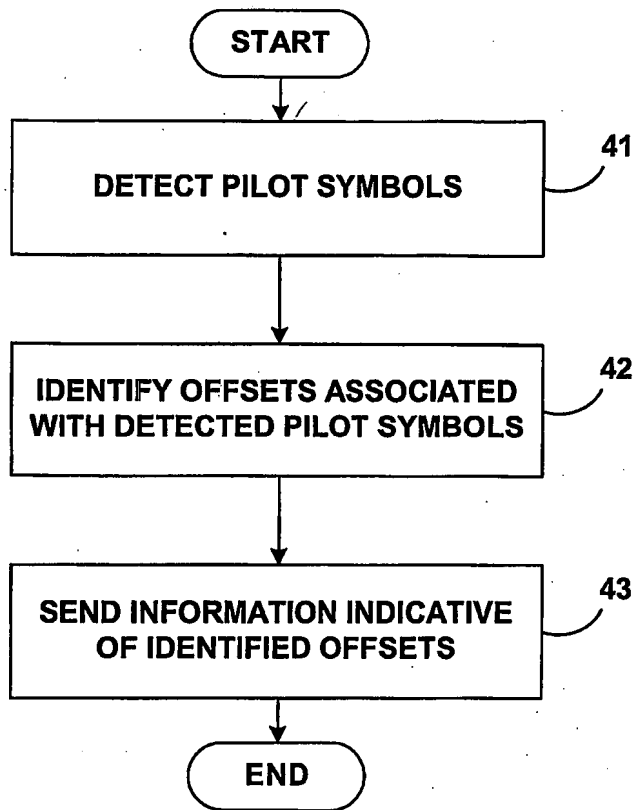 START
DETECT PILOT SYMBOLS
41
IDENTIFY OFFSETS ASSOCIATED
WITH DETECTED PILOT SYMBOLS
42
SEND INFORMATION INDICATIVE
OF IDENTIFIED OFFSETS
43
END